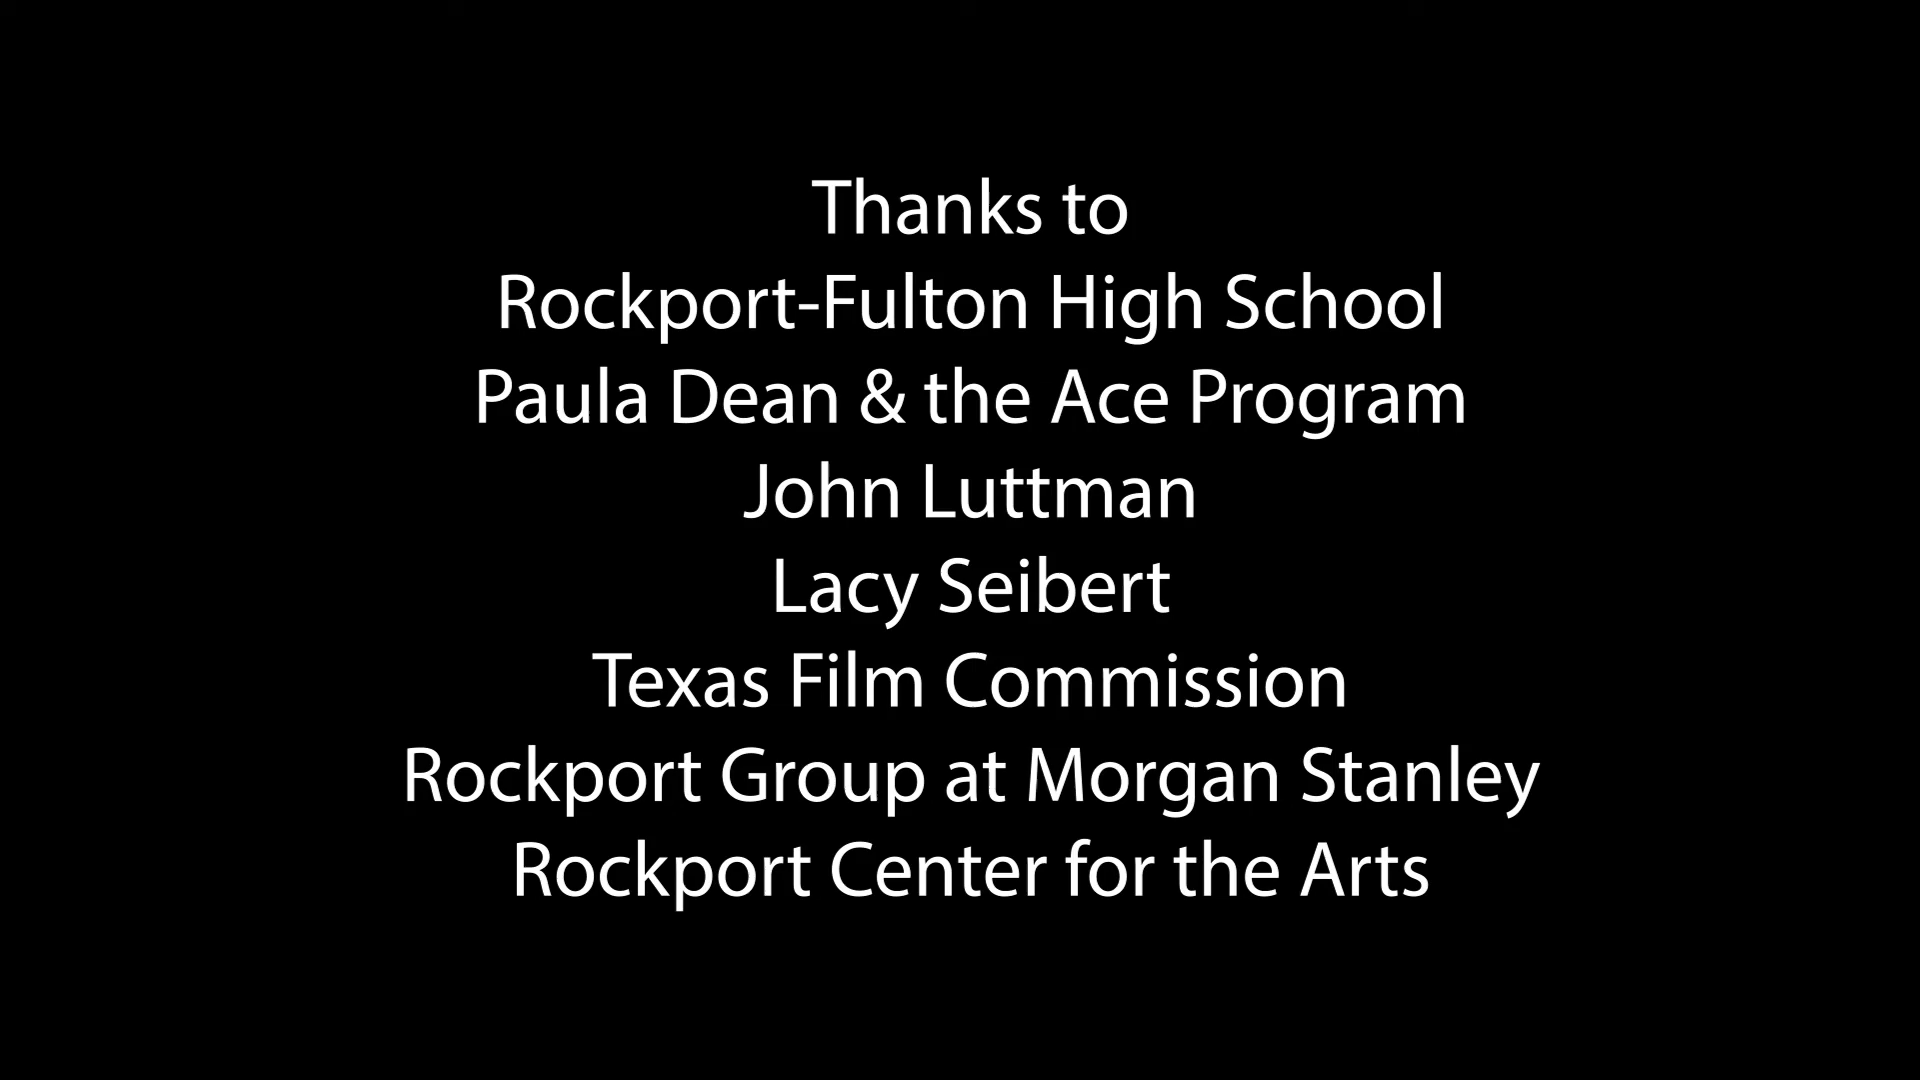 Thanks to
Rockport-Fulton High School
Paula Dean & the Ace Program
John Luttman
Lacy Seibert
Texas Film Commission
Rockport Group at Morgan Stanley
Rockport Center for the Arts